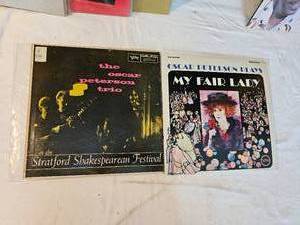 the
oscar
peterson
trio
at the
Stratford Shakespearean Festival
OSCAR PETERSON PLAYS
MY FAIR LADY